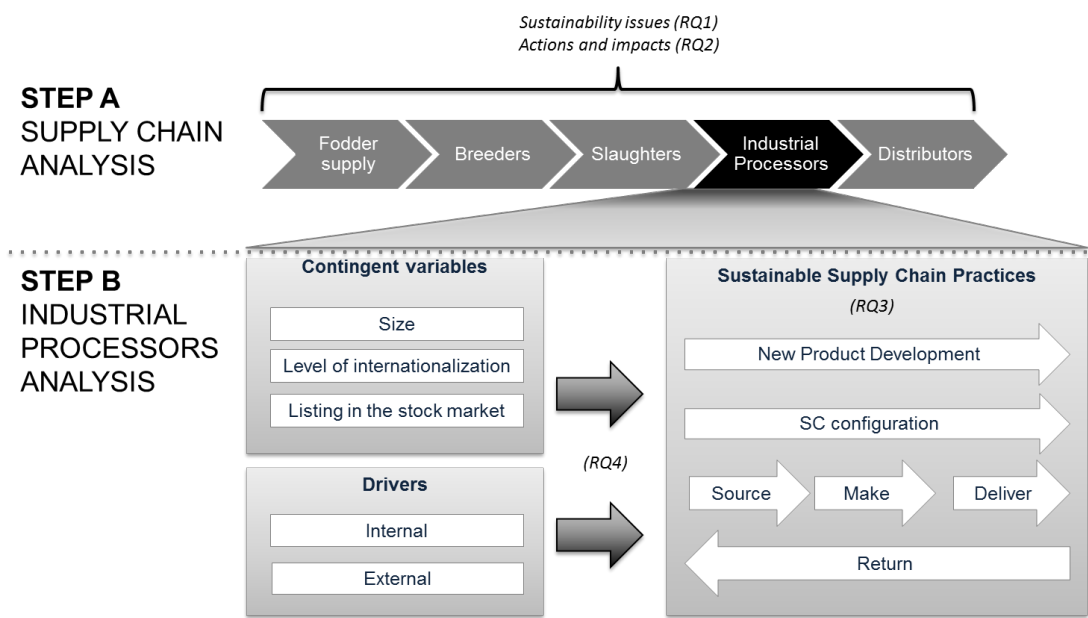 Sustainability issues (RQ1)
Actions and impacts (RQ2)
STEP A
SUPPLY CHAIN
ANALYSIS
Fodder
supply
Breeders
Slaughters
Industrial
Processors
Distributors
STEP B
INDUSTRIAL
PROCESSORS
ANALYSIS
Contingent variables
Size
Level of internationalization
Listing in the stock market
Drivers
Internal
External
(RQ4)
Sustainable Supply Chain Practices
(RQ3)
New Product Development
SC configuration
Source
Make
Deliver
Return